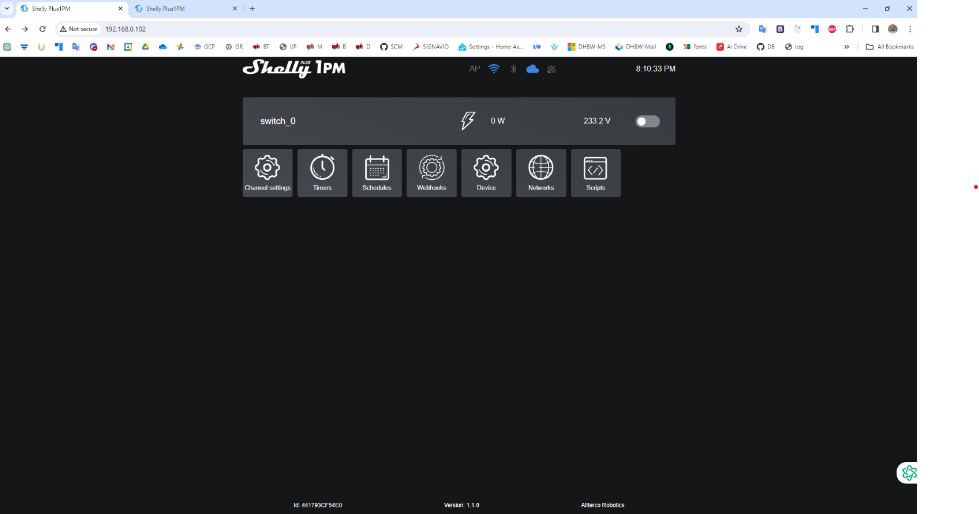 Shelly Plus1PM
Shelly Plus1PM
Not secure 192.168.0.102
GCP GR BT VP M B D SCM SIGNAVIO Settings - Home As... DHBW-MS DHBW-Mail fonts Ai Drive DB log » All Bookmarks
Shelly PLUS 1PM AP 8:10:33 PM
switch_0 0 W 233.2 V
Channel settings Timers Schedules Webhooks Device Networks Scripts
Id: 441793CF54E0 Version: 1.1.0 Allterco Robotics